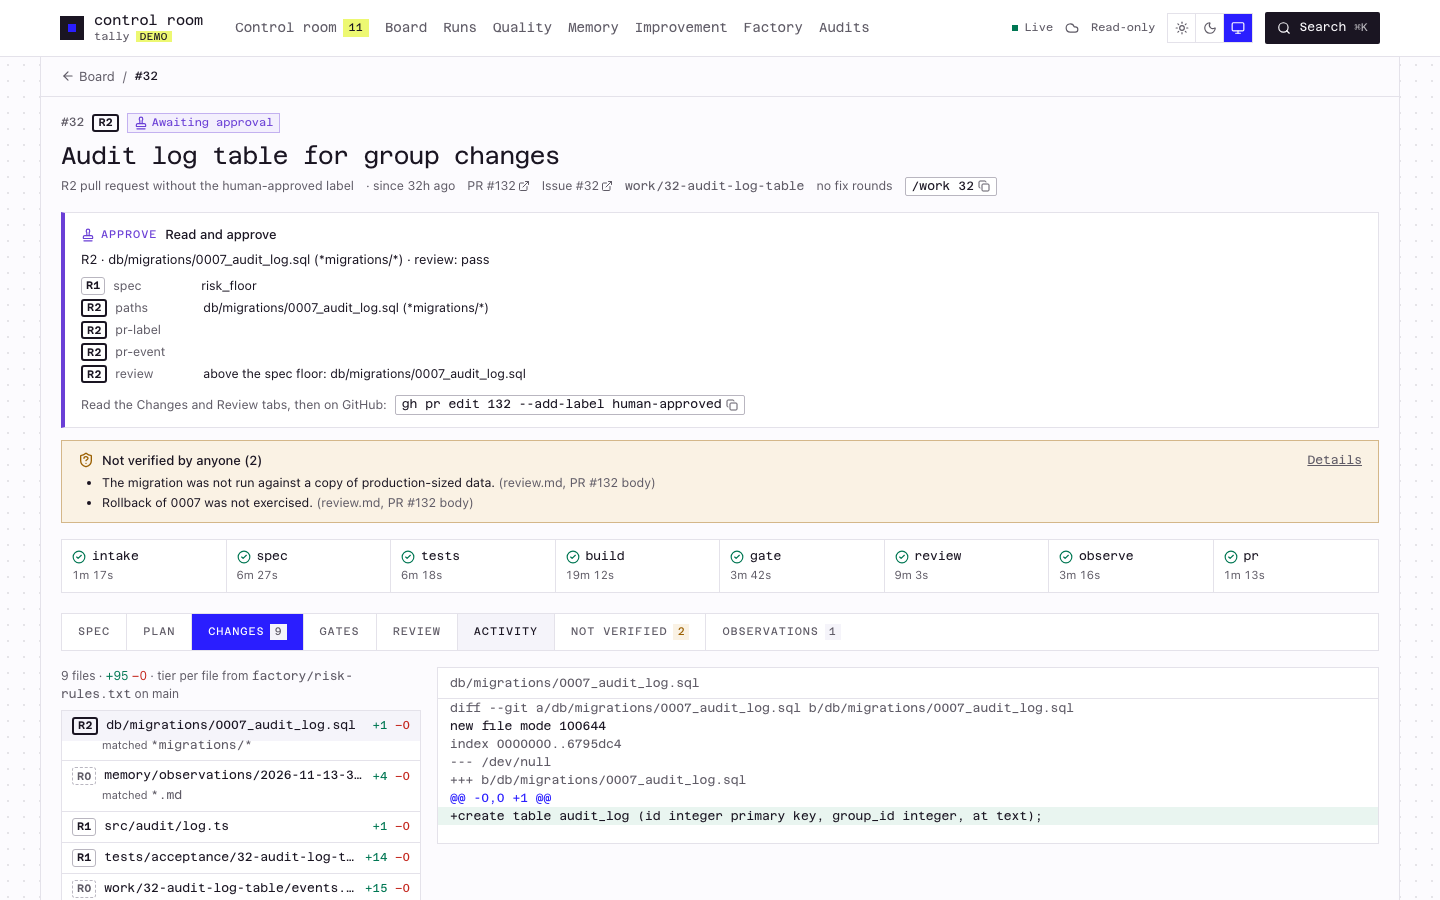 control room
tally DEMO
Control room 11 Board Runs Quality Memory Improvement Factory Audits
Live Read-only
Search ⌘K
Board / #32
#32 R2 Awaiting approval
Audit log table for group changes
R2 pull request without the human-approved label · since 32h ago PR #132 Issue #32 work/32-audit-log-table no fix rounds /work 32
APPROVE Read and approve
R2 · db/migrations/0007_audit_log.sql (*migrations/*) · review: pass
R1 spec risk_floor
R2 paths db/migrations/0007_audit_log.sql (*migrations/*)
R2 pr-label
R2 pr-event
R2 review above the spec floor: db/migrations/0007_audit_log.sql
Read the Changes and Review tabs, then on GitHub: gh pr edit 132 --add-label human-approved
Not verified by anyone (2) Details
• The migration was not run against a copy of production-sized data. (review.md, PR #132 body)
• Rollback of 0007 was not exercised. (review.md, PR #132 body)
intake spec tests build gate review observe pr
1m 17s 6m 27s 6m 18s 19m 12s 3m 42s 9m 3s 3m 16s 1m 13s
SPEC PLAN CHANGES 9 GATES REVIEW ACTIVITY NOT VERIFIED 2 OBSERVATIONS 1
9 files · +95 −0 · tier per file from factory/risk-
rules.txt on main
R2 db/migrations/0007_audit_log.sql +1 −0
matched *migrations/*
R0 memory/observations/2026-11-13-3… +4 −0
matched *.md
R1 src/audit/log.ts +1 −0
R1 tests/acceptance/32-audit-log-t… +14 −0
R0 work/32-audit-log-table/events.… +15 −0
db/migrations/0007_audit_log.sql
diff --git a/db/migrations/0007_audit_log.sql b/db/migrations/0007_audit_log.sql
new file mode 100644
index 0000000..6795dc4
--- /dev/null
+++ b/db/migrations/0007_audit_log.sql
@@ -0,0 +1 @@
+create table audit_log (id integer primary key, group_id integer, at text);